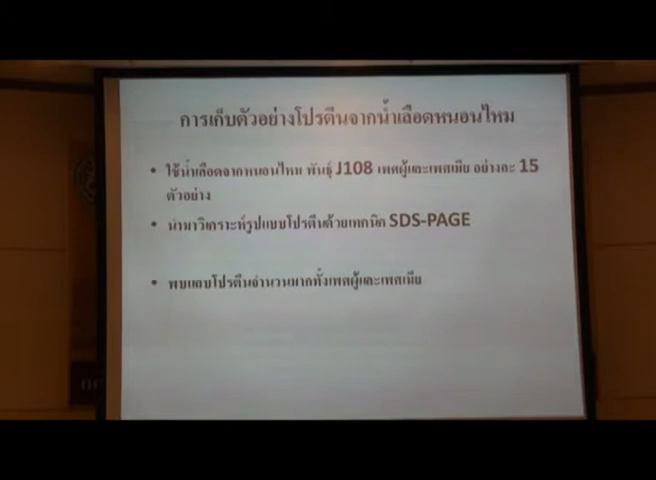 การเก็บตัวอย่างโปรตีนจากน้ำเลือดหนอนไหม
• ใช้น้ำเลือดจากหนอนไหม พันธุ์ J108 เพศผู้และเพศเมีย อย่างละ 15
ตัวอย่าง
• นำมาวิเคราะห์รูปแบบโปรตีนด้วยเทคนิค SDS-PAGE
• พบแถบโปรตีนจำนวนมากทั้งเพศผู้และเพศเมีย